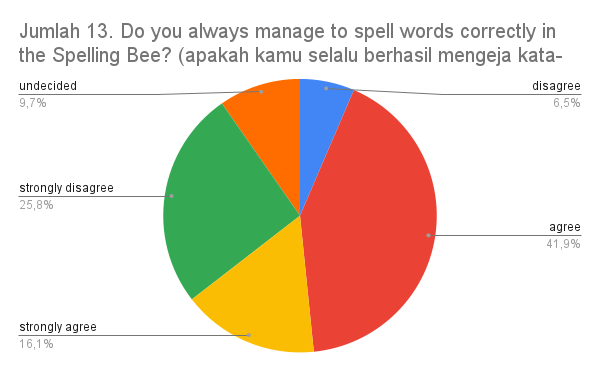 Jumlah 13. Do you always manage to spell words correctly in
the Spelling Bee? (apakah kamu selalu berhasil mengeja kata-
undecided
9,7%
disagree
6,5%
strongly disagree
25,8%
agree
41,9%
strongly agree
16,1%